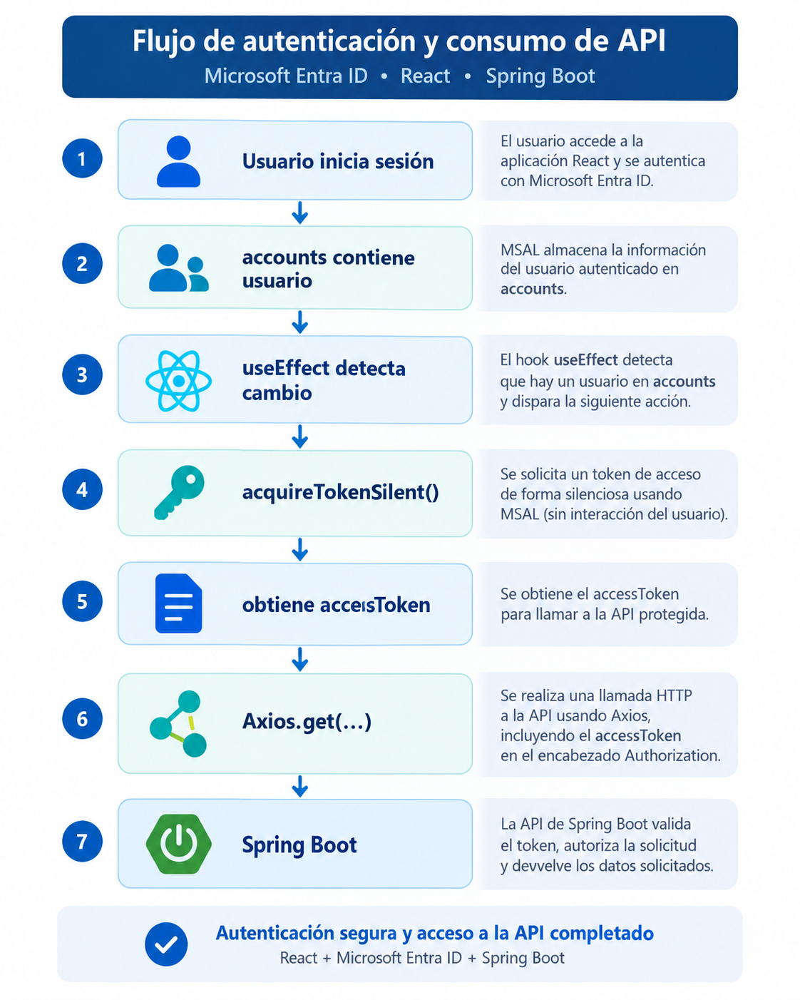 Flujo de autenticación y consumo de API
Microsoft Entra ID • React • Spring Boot
1
Usuario inicia sesión
El usuario accede a la
aplicación React y se autentica
con Microsoft Entra ID.
2
accounts contiene
usuario
MSAL almacena la información
del usuario autenticado en
accounts.
3
useEffect detecta
cambio
El hook useEffect detecta
que hay un usuario en accounts
y dispara la siguiente acción.
4
acquireTokenSilent()
Se solicita un token de acceso
de forma silenciosa usando
MSAL (sin interacción del usuario).
5
obtiene accessToken
Se obtiene el accessToken
para llamar a la API protegida.
6
Axios.get(...)
Se realiza una llamada HTTP
a la API usando Axios,
incluyendo el accessToken
en el encabezado Authorization.
7
Spring Boot
La API de Spring Boot valida
el token, autoriza la solicitud
y devvelve los datos solicitados.
Autenticación segura y acceso a la API completado
React + Microsoft Entra ID + Spring Boot